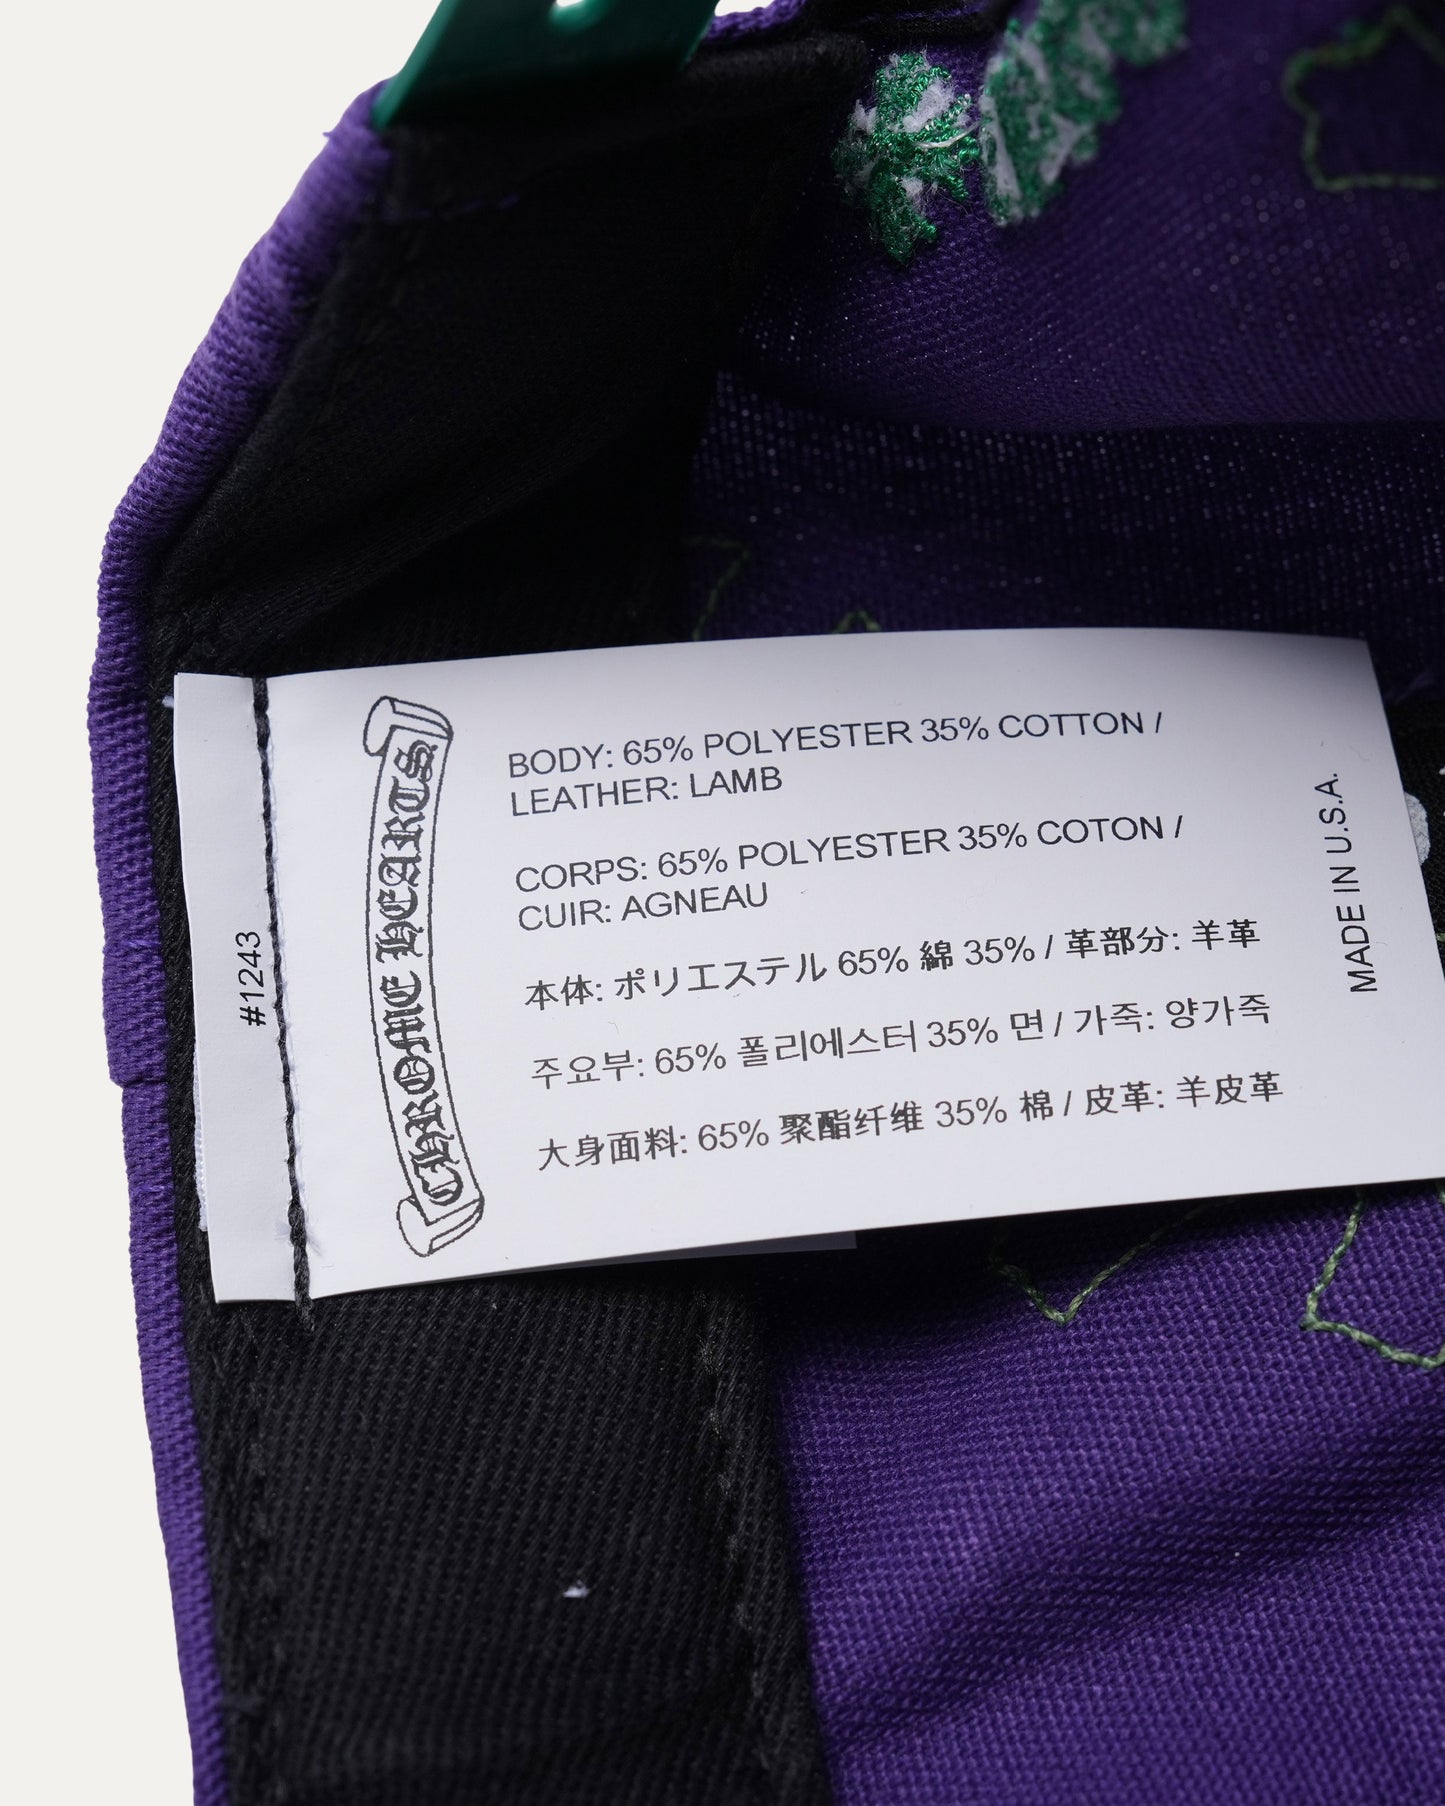 #1243
CHROME HEARTS
BODY: 65% POLYESTER 35% COTTON /
LEATHER: LAMB
CORPS: 65% POLYESTER 35% COTON /
CUIR: AGNEAU
本体: ポリエステル 65% 綿 35% / 革部分: 羊革
주요부: 65% 폴리에스터 35% 면 / 가죽: 양가죽
大身面料: 65% 聚酯纤维 35% 棉 / 皮革: 羊皮革
MADE IN U.S.A.